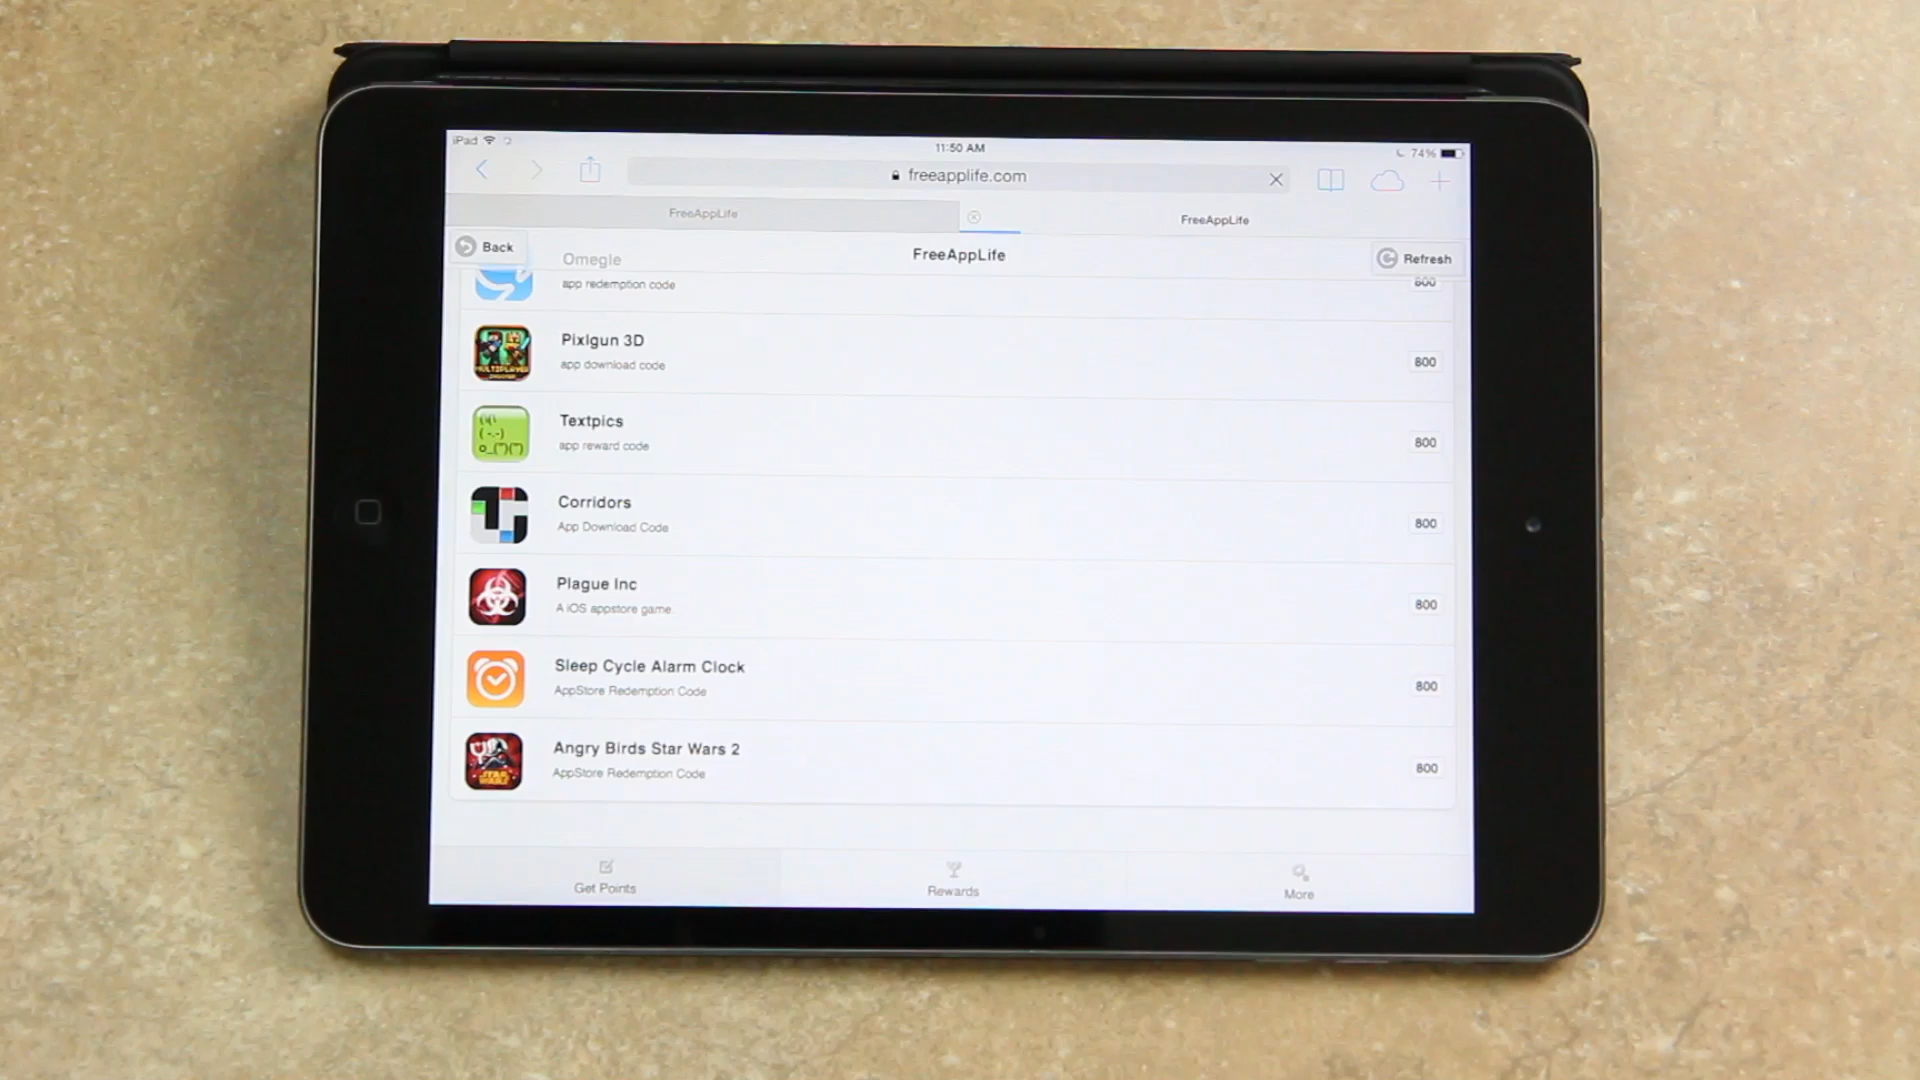 iPad
11:50 AM
74%
freeapplife.com
FreeAppLife
FreeAppLife
Back
FreeAppLife
Refresh
Omegle
app redemption code
800
Pixlgun 3D
app download code
800
MULTIPLAYER
Textpics
app reward code
800
Corridors
App Download Code
800
Plague Inc
A iOS appstore game.
800
Sleep Cycle Alarm Clock
AppStore Redemption Code
800
Angry Birds Star Wars 2
AppStore Redemption Code
800
STAR
WARS
Get Points
Rewards
More